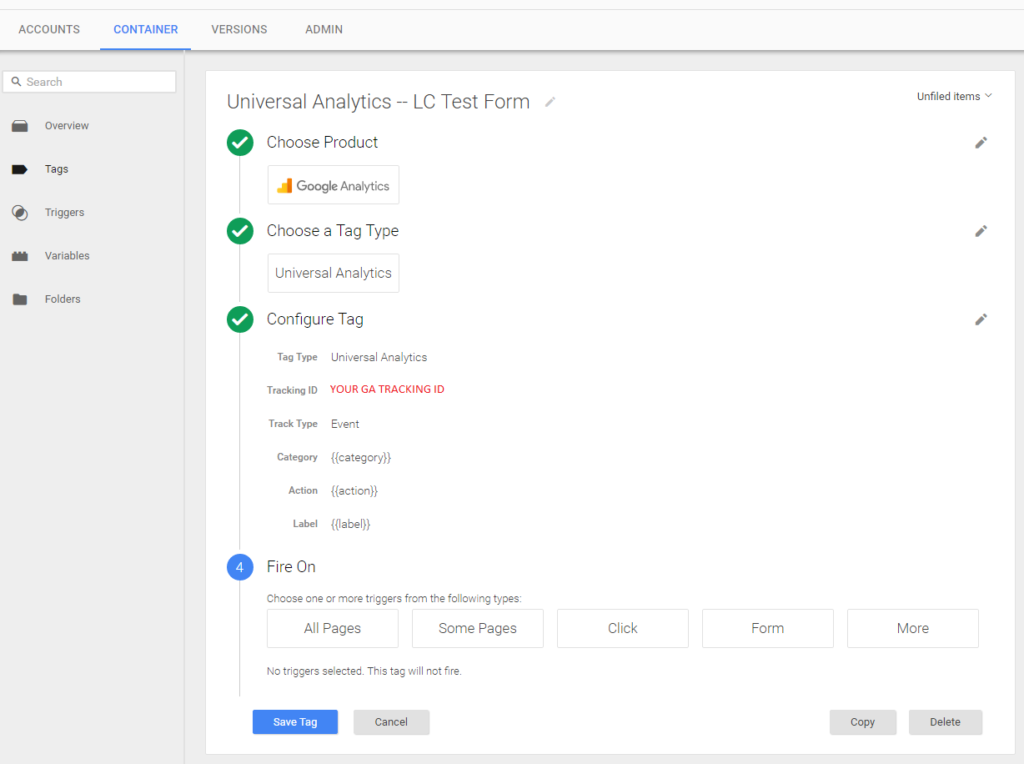 ACCOUNTS CONTAINER VERSIONS ADMIN
Search
Overview
Tags
Triggers
Variables
Folders
Universal Analytics -- LC Test Form
Unfiled items
Choose Product
Google Analytics
Choose a Tag Type
Universal Analytics
Configure Tag
Tag Type Universal Analytics
Tracking ID YOUR GA TRACKING ID
Track Type Event
Category {{category}}
Action {{action}}
Label {{label}}
4 Fire On
Choose one or more triggers from the following types:
All Pages Some Pages Click Form More
No triggers selected. This tag will not fire.
Save Tag Cancel Copy Delete